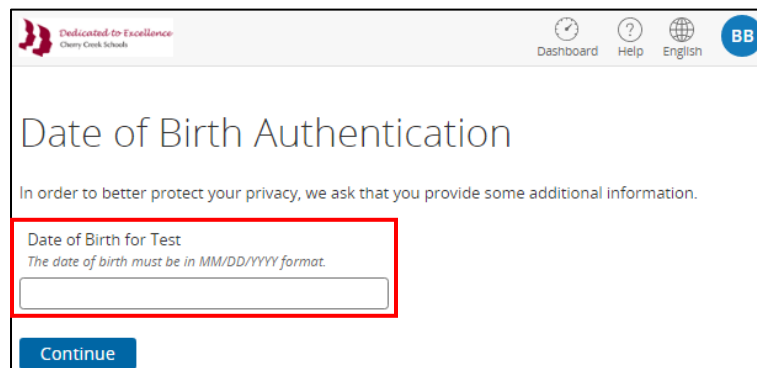 Dedicated to Excellence
Cherry Creek Schools
Dashboard Help English BB
Date of Birth Authentication
In order to better protect your privacy, we ask that you provide some additional information.
Date of Birth for Test
The date of birth must be in MM/DD/YYYY format.
Continue